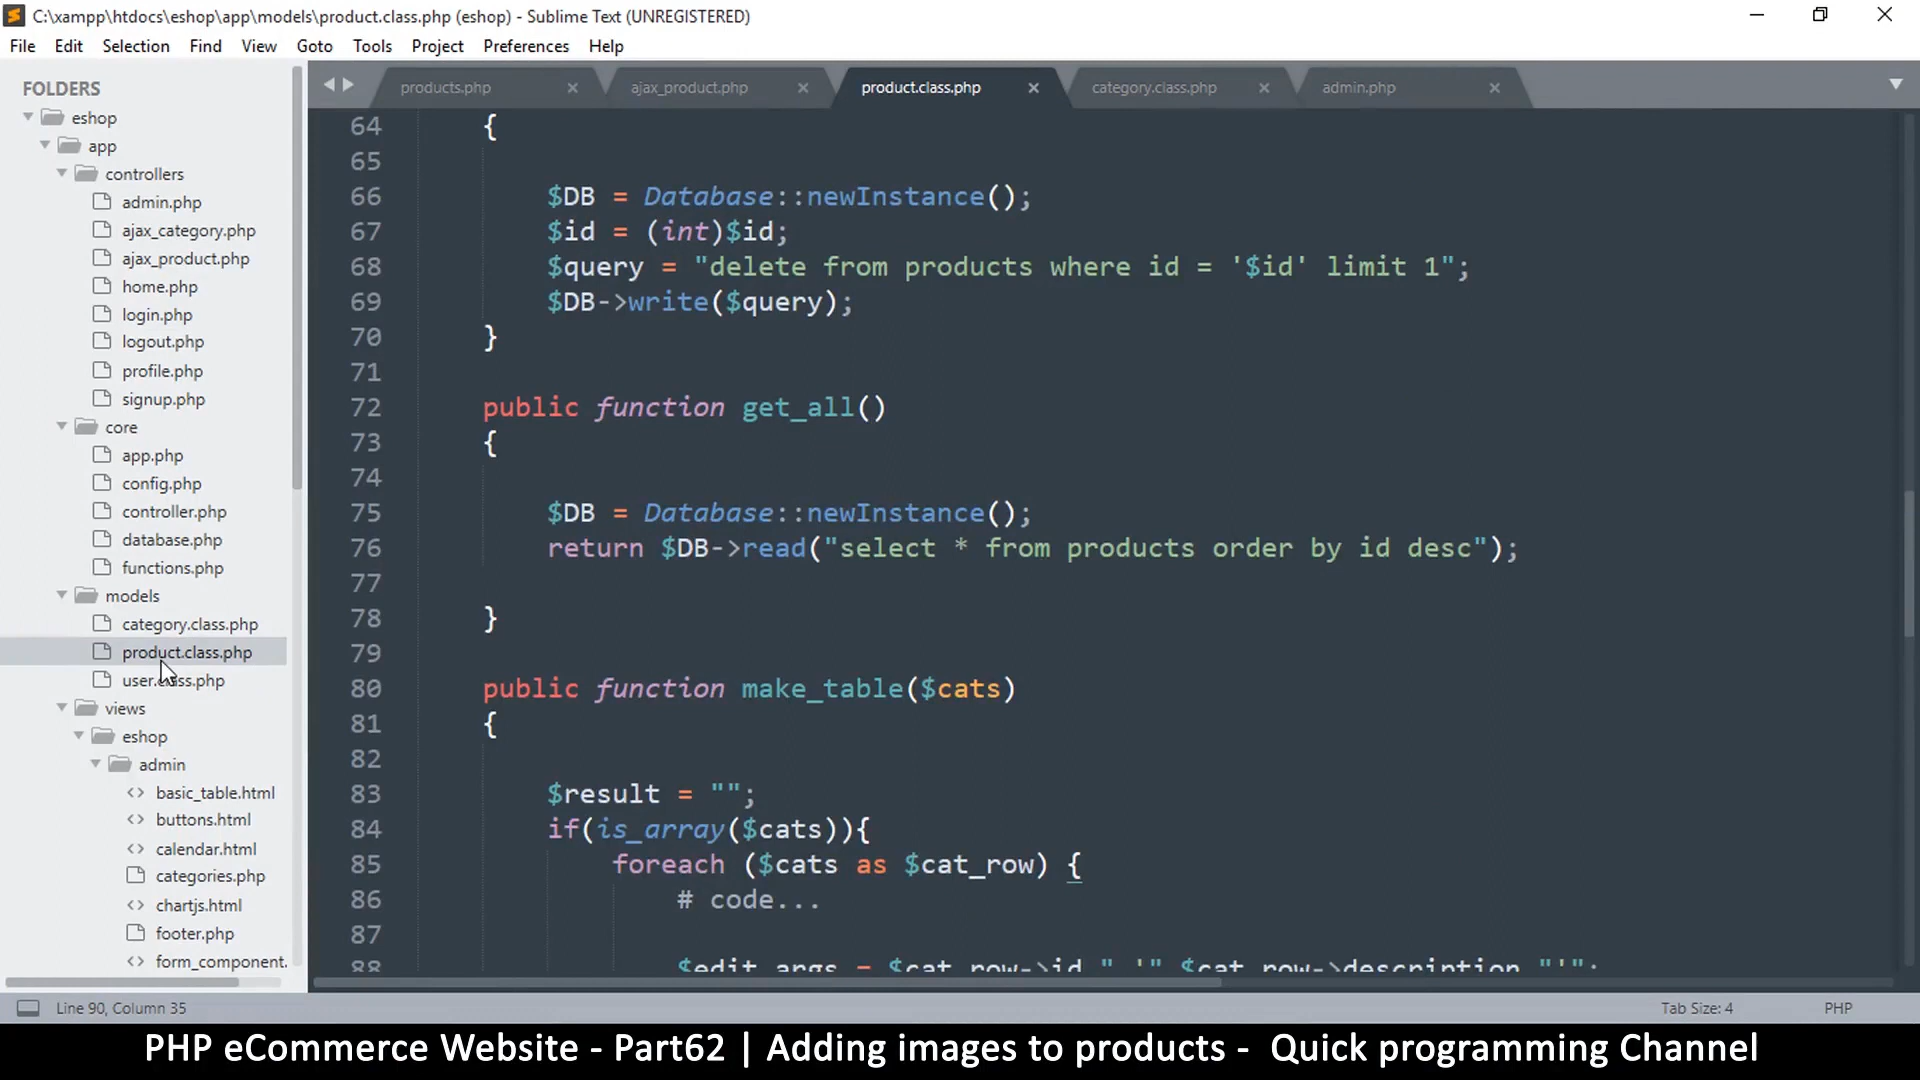 C:\xampp\htdocs\eshop\app\models\product.class.php (eshop) - Sublime Text (UNREGISTERED)
File Edit Selection Find View Goto Tools Project Preferences Help
FOLDERS
eshop
app
controllers
admin.php
ajax_category.php
ajax_product.php
home.php
login.php
logout.php
profile.php
signup.php
core
app.php
config.php
controller.php
database.php
functions.php
models
category.class.php
product.class.php
user.class.php
views
eshop
admin
basic_table.html
buttons.html
calendar.html
categories.php
chartjs.html
footer.php
form_component.
products.php ajax_product.php product.class.php category.class.php admin.php
64 {
65
66 $DB = Database::newInstance();
67 $id = (int)$id;
68 $query = "delete from products where id = '$id' limit 1";
69 $DB->write($query);
70 }
71
72 public function get_all()
73 {
74
75 $DB = Database::newInstance();
76 return $DB->read("select * from products order by id desc");
77
78 }
79
80 public function make_table($cats)
81 {
82
83 $result = "";
84 if(is_array($cats)){
85 foreach ($cats as $cat_row) {
86 # code...
87
88 $edit_args = $cat_row->id.",'".$cat_row->description."'";
Line 90, Column 35 Tab Size: 4 PHP
PHP eCommerce Website - Part62 | Adding images to products - Quick programming Channel